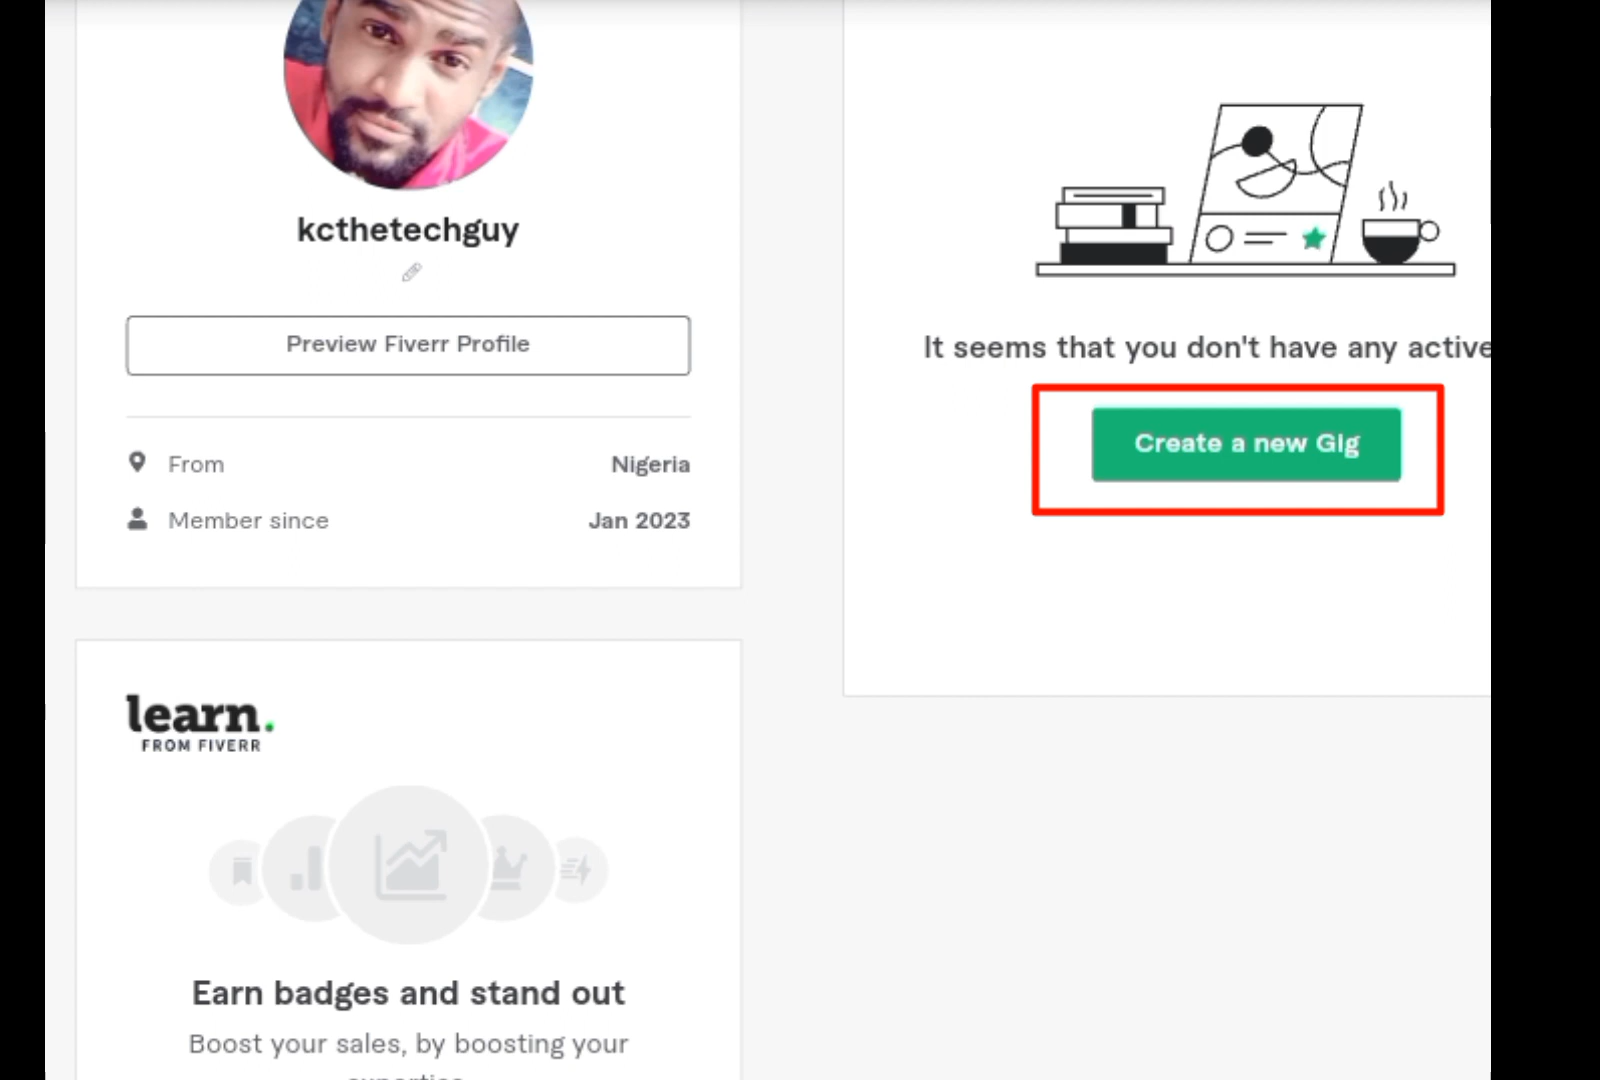 kcthetechguy
Preview Fiverr Profile
From Nigeria
Member since Jan 2023
It seems that you don't have any active
Create a new Gig
learn.
FROM FIVERR
Earn badges and stand out
Boost your sales, by boosting your